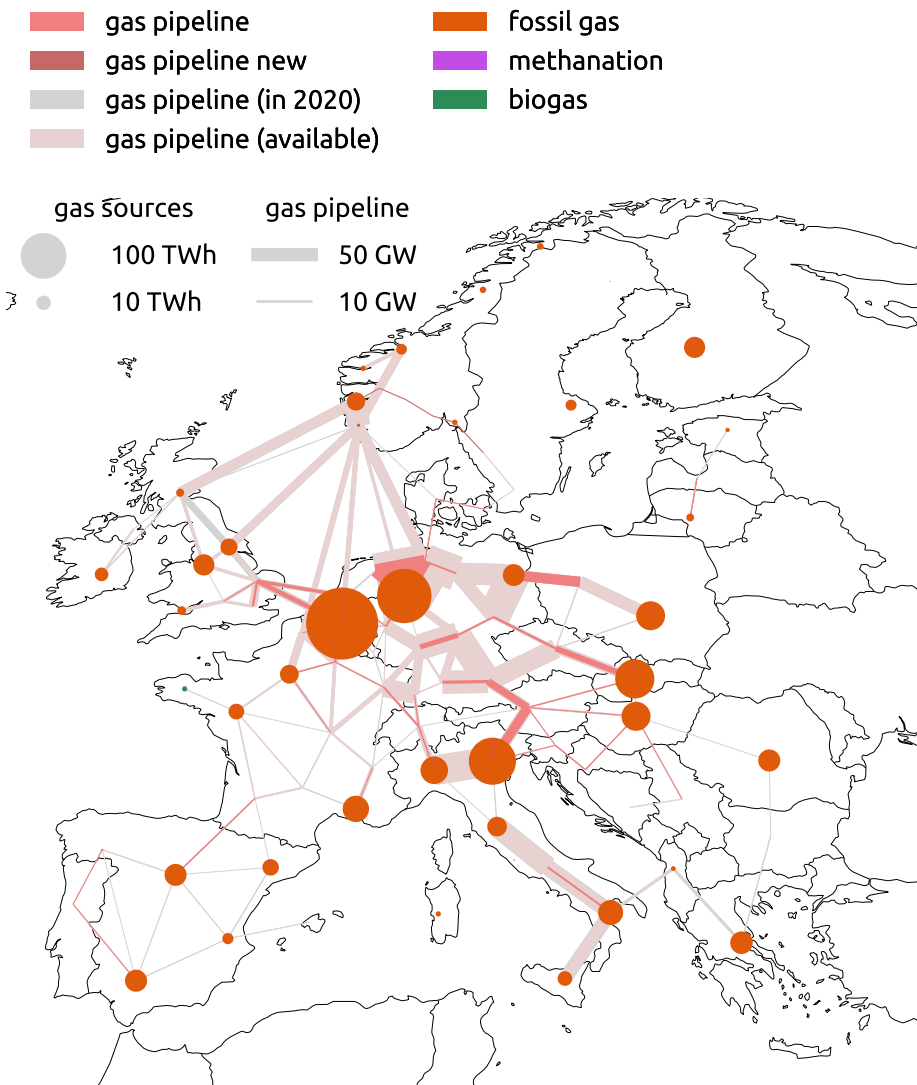 gas pipeline
gas pipeline new
gas pipeline (in 2020)
gas pipeline (available)
fossil gas
methanation
biogas
gas sources
100 TWh
10 TWh
gas pipeline
50 GW
10 GW